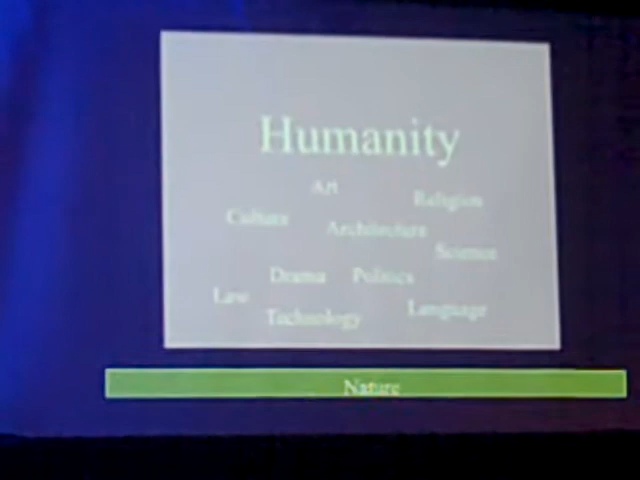 Humanity
Art Religion
Culture Architecture
Science
Drama Politics
Law Technology Language
Nature